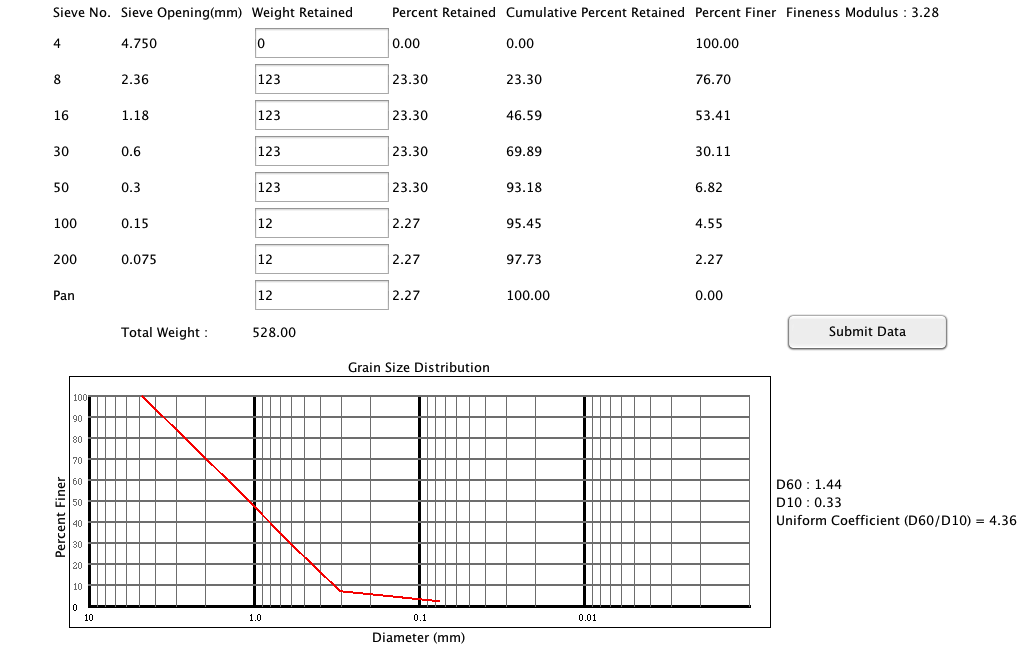 Sieve No. Sieve Opening(mm) Weight Retained Percent Retained Cumulative Percent Retained Percent Finer Fineness Modulus : 3.28
4 4.750 0 0.00 0.00 100.00
8 2.36 123 23.30 23.30 76.70
16 1.18 123 23.30 46.59 53.41
30 0.6 123 23.30 69.89 30.11
50 0.3 123 23.30 93.18 6.82
100 0.15 12 2.27 95.45 4.55
200 0.075 12 2.27 97.73 2.27
Pan 12 2.27 100.00 0.00
Total Weight : 528.00
Submit Data
Grain Size Distribution
100
90
80
70
60
50
40
30
20
10
0
Percent Finer
10 1.0 0.1 0.01
Diameter (mm)
D60 : 1.44
D10 : 0.33
Uniform Coefficient (D60/D10) = 4.36